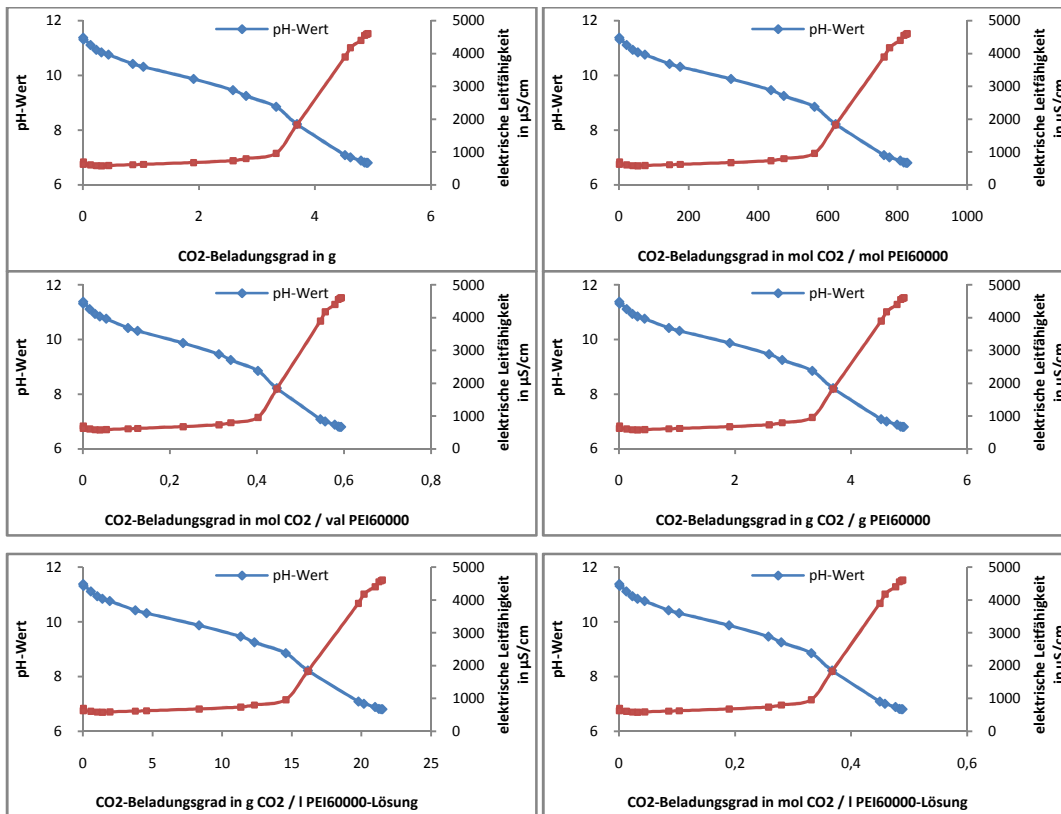 12
10
8
6
pH-Wert
pH-Wert
5000
4000
3000
2000
1000
0
elektrische Leitfähigkeit
in µS/cm
0 2 4 6
CO2-Beladungsgrad in g
12
10
8
6
pH-Wert
pH-Wert
5000
4000
3000
2000
1000
0
elektrische Leitfähigkeit
in µS/cm
0 200 400 600 800 1000
CO2-Beladungsgrad in mol CO2 / mol PEI60000
12
10
8
6
pH-Wert
pH-Wert
5000
4000
3000
2000
1000
0
elektrische Leitfähigkeit
in µS/cm
0 0,2 0,4 0,6 0,8
CO2-Beladungsgrad in mol CO2 / val PEI60000
12
10
8
6
pH-Wert
pH-Wert
5000
4000
3000
2000
1000
0
elektrische Leitfähigkeit
in µS/cm
0 2 4 6
CO2-Beladungsgrad in g CO2 / g PEI60000
12
10
8
6
pH-Wert
pH-Wert
5000
4000
3000
2000
1000
0
elektrische Leitfähigkeit
in µS/cm
0 5 10 15 20 25
CO2-Beladungsgrad in g CO2 / l PEI60000-Lösung
12
10
8
6
pH-Wert
pH-Wert
5000
4000
3000
2000
1000
0
elektrische Leitfähigkeit
in µS/cm
0 0,2 0,4 0,6
CO2-Beladungsgrad in mol CO2 / l PEI60000-Lösung